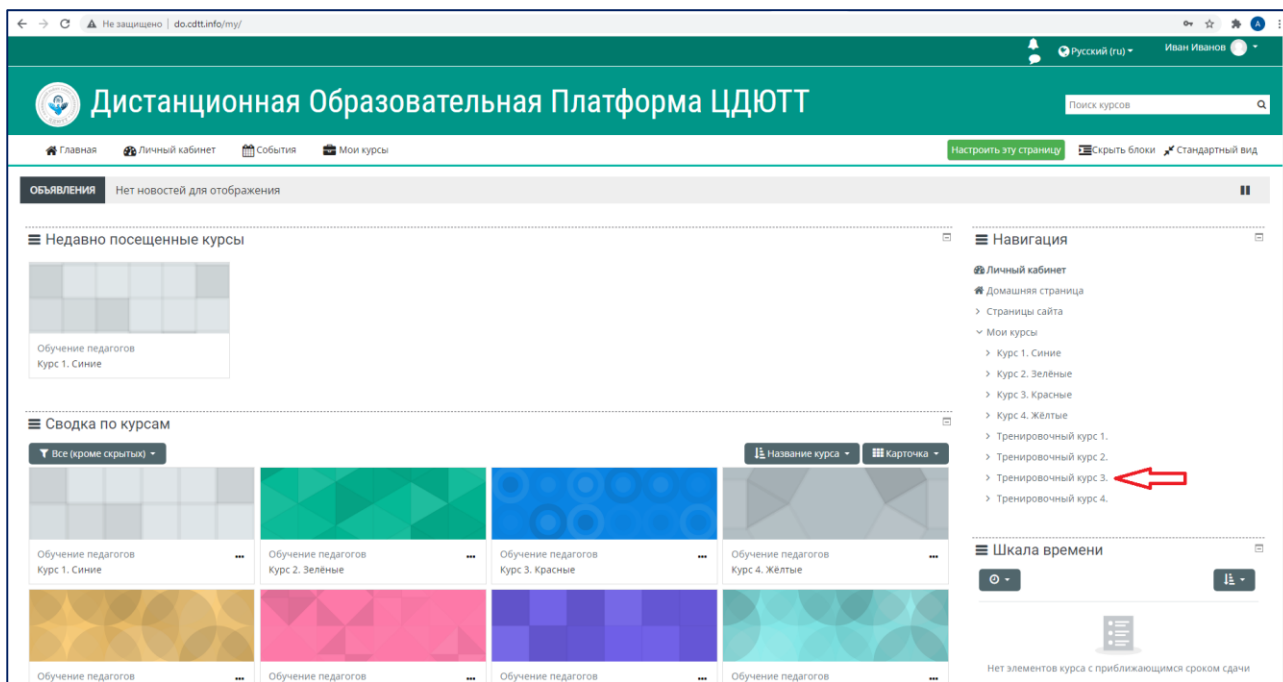 Не защищено | do.cdtt.info/my/
Русский (ru)
Иван Иванов
Дистанционная Образовательная Платформа ЦДЮТТ
Поиск курсов
Главная
Личный кабинет
События
Мои курсы
Настроить эту страницу
Скрыть блоки
Стандартный вид
ОБЪЯВЛЕНИЯ
Нет новостей для отображения
Недавно посещенные курсы
Обучение педагогов
Курс 1. Синие
Сводка по курсам
Все (кроме скрытых)
Название курса
Карточка
Обучение педагогов
Курс 1. Синие
Обучение педагогов
Курс 2. Зелёные
Обучение педагогов
Курс 3. Красные
Обучение педагогов
Курс 4. Жёлтые
Обучение педагогов
Обучение педагогов
Обучение педагогов
Обучение педагогов
Навигация
Личный кабинет
Домашняя страница
Страницы сайта
Мои курсы
Курс 1. Синие
Курс 2. Зелёные
Курс 3. Красные
Курс 4. Жёлтые
Тренировочный курс 1.
Тренировочный курс 2.
Тренировочный курс 3.
Тренировочный курс 4.
Шкала времени
Нет элементов курса с приближающимся сроком сдачи